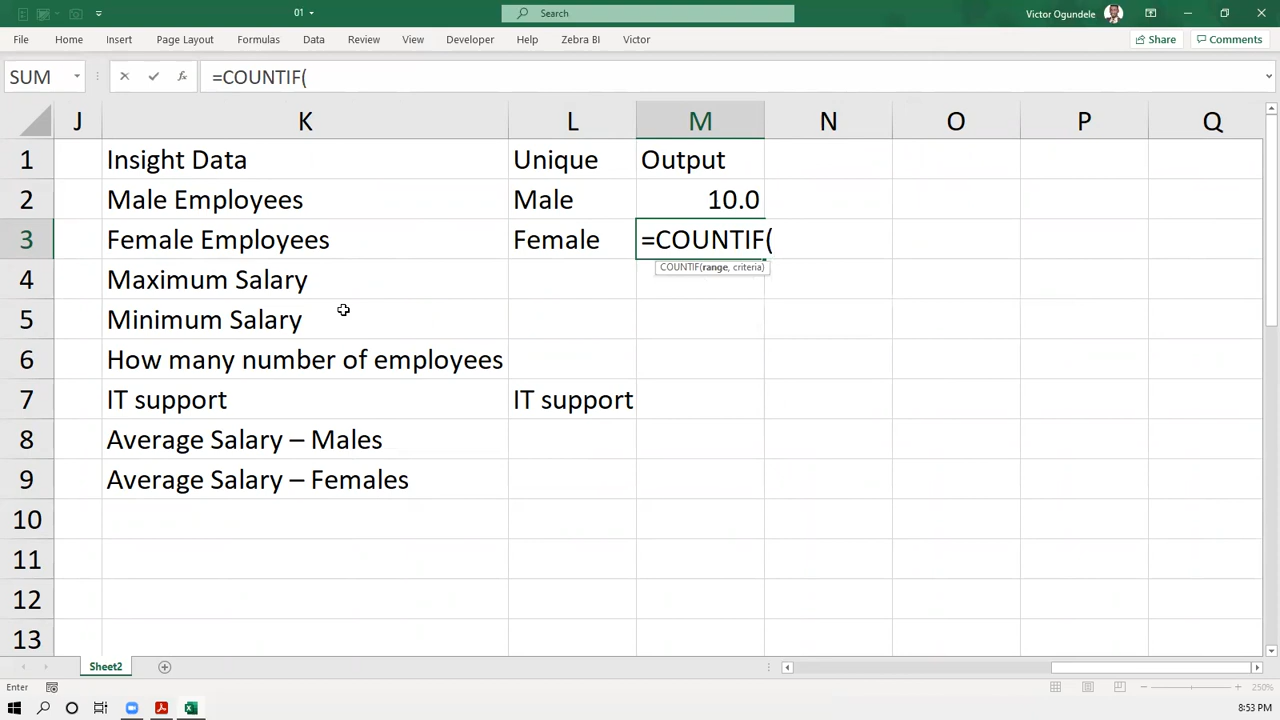 01
Search
Victor Ogundele
File Home Insert Page Layout Formulas Data Review View Developer Help Zebra BI Victor Share Comments
SUM fx =COUNTIF(
J K L M N O P Q
1 Insight Data Unique Output
2 Male Employees Male 10.0
3 Female Employees Female =COUNTIF(
COUNTIF(range, criteria)
4 Maximum Salary
5 Minimum Salary
6 How many number of employees
7 IT support IT support
8 Average Salary – Males
9 Average Salary – Females
10
11
12
13
Sheet2
Enter 250%
8:53 PM